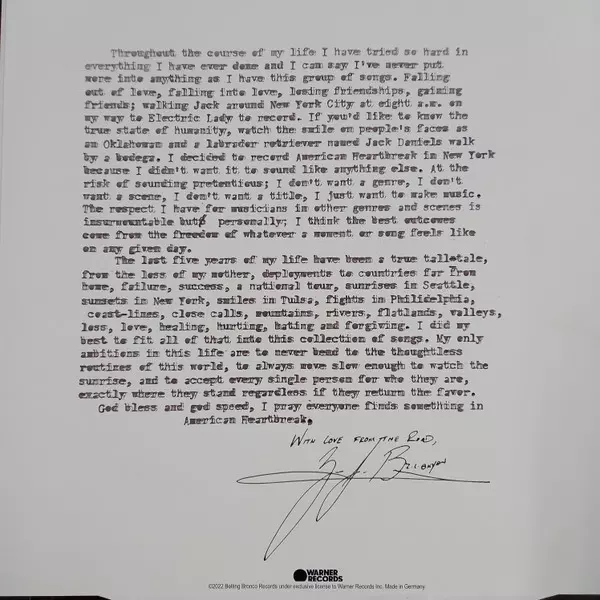 Throughout the course of my life I have tried so hard in
everything I have ever done and I can say I've never put
more into anything as I have this group of songs. Falling
out of love, falling into love, losing friendships, gaining
friends; walking Jack around New York City at eight a.m. on
my way to Electric Lady to record. If you'd like to know the
true state of humanity, watch the smile on people's faces as
an Oklahoman and a labrador retriever named Jack Daniels walk
by a bodega. I decided to record American Heartbreak in New York
because I didn't want it to sound like anything else. At the
risk of sounding pretentious; I don't want a genre, I don't
want a scene, I don't want a title, I just want to make music.
The respect I have for musicians in other genres and scenes is
insurmountable but personally; I think the best outcomes
come from the freedom of whatever a moment or song feels like
on any given day.
The last five years of my life have been a true tall-tale,
from the loss of my mother, deployments to countries far from
home, failure, success, a national tour, sunrises in Seattle,
sunsets in New York, smiles in Tulsa, fights in Philidelphia,
coast-lines, close calls, mountains, rivers, flatlands, valleys,
loss, love, healing, hurting, hating and forgiving. I did my
best to fit all of that into this collection of songs. My only
ambitions in this life are to never bend to the thoughtless
routines of this world, to always move slow enough to watch the
sunrise, and to accept every single person for who they are,
exactly where they stand regardless if they return the favor.
God bless and god speed, I pray everyone finds something in
American Heartbreak.
WITH LOVE FROM THE ROAD,
WARNER
RECORDS
©2022 Belting Bronco Records under exclusive license to Warner Records Inc. Made in Germany.